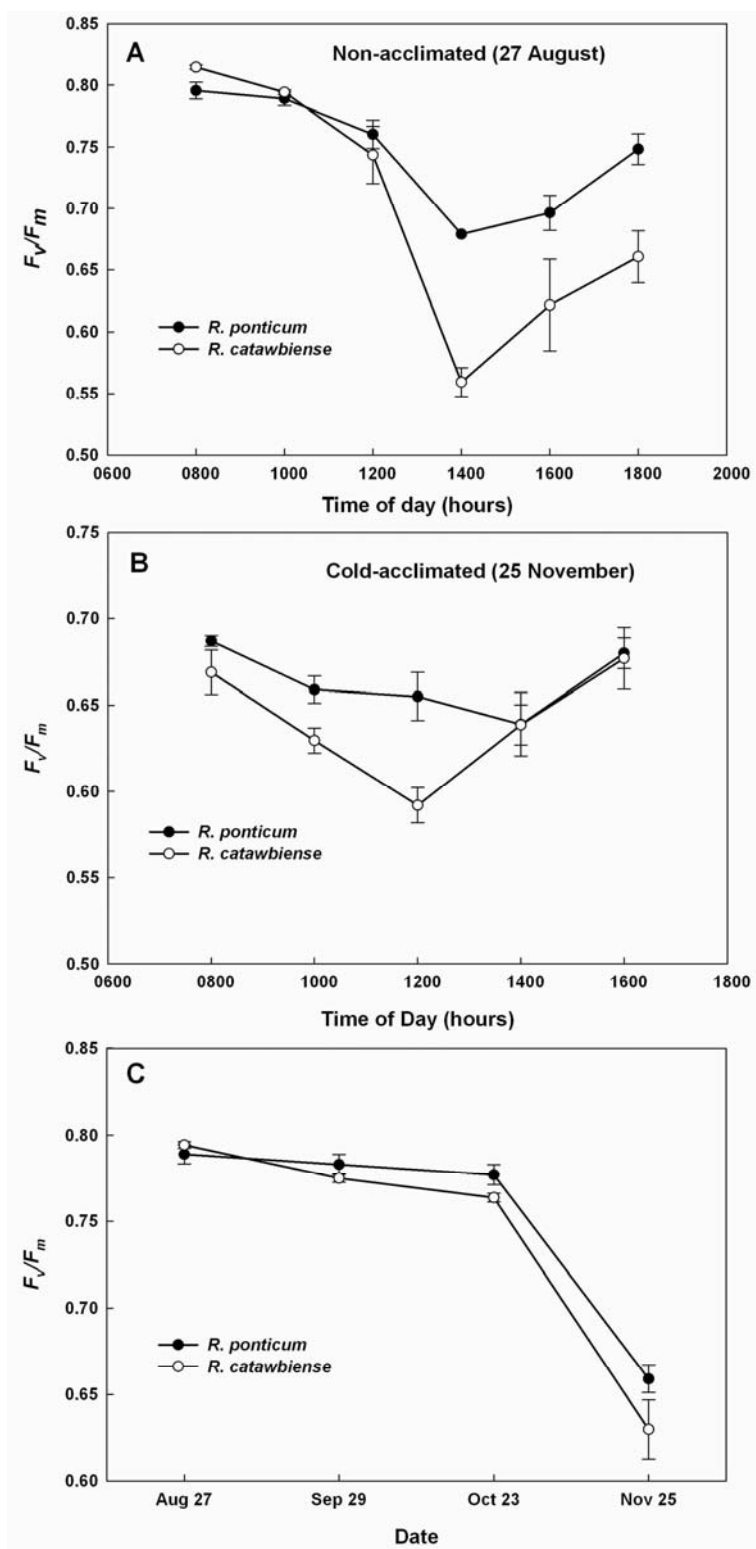 A
Non-acclimated (27 August)
0.85
0.80
0.75
0.70
0.65
0.60
0.55
0.50
Fv/Fm
R. ponticum
R. catawbiense
0600 0800 1000 1200 1400 1600 1800 2000
Time of day (hours)
B
Cold-acclimated (25 November)
0.75
0.70
0.65
0.60
0.55
0.50
Fv/Fm
R. ponticum
R. catawbiense
0600 0800 1000 1200 1400 1600 1800
Time of Day (hours)
C
0.85
0.80
0.75
0.70
0.65
0.60
Fv/Fm
R. ponticum
R. catawbiense
Aug 27 Sep 29 Oct 23 Nov 25
Date